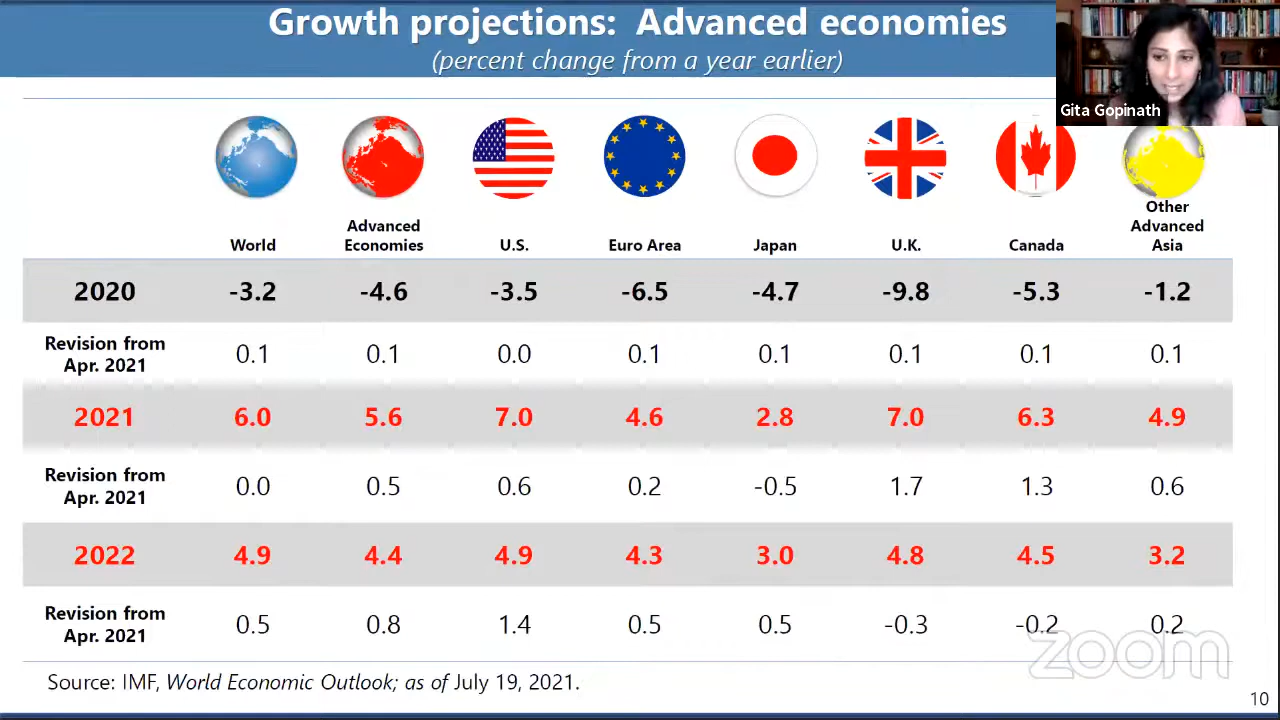 Growth projections: Advanced economies
(percent change from a year earlier)
Gita Gopinath
World
Advanced
Economies
U.S.
Euro Area
Japan
U.K.
Canada
Other
Advanced
Asia
2020 -3.2 -4.6 -3.5 -6.5 -4.7 -9.8 -5.3 -1.2
Revision from
Apr. 2021
0.1 0.1 0.0 0.1 0.1 0.1 0.1 0.1
2021 6.0 5.6 7.0 4.6 2.8 7.0 6.3 4.9
Revision from
Apr. 2021
0.0 0.5 0.6 0.2 -0.5 1.7 1.3 0.6
2022 4.9 4.4 4.9 4.3 3.0 4.8 4.5 3.2
Revision from
Apr. 2021
0.5 0.8 1.4 0.5 0.5 -0.3 -0.2 0.2
zoom
Source: IMF, World Economic Outlook; as of July 19, 2021.
10